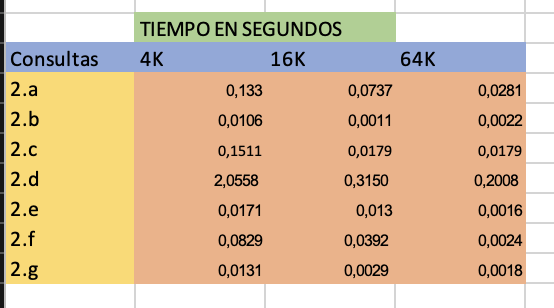 TIEMPO EN SEGUNDOS
Consultas 4K 16K 64K
2.a 0,133 0,0737 0,0281
2.b 0,0106 0,0011 0,0022
2.c 0,1511 0,0179 0,0179
2.d 2,0558 0,3150 0,2008
2.e 0,0171 0,013 0,0016
2.f 0,0829 0,0392 0,0024
2.g 0,0131 0,0029 0,0018